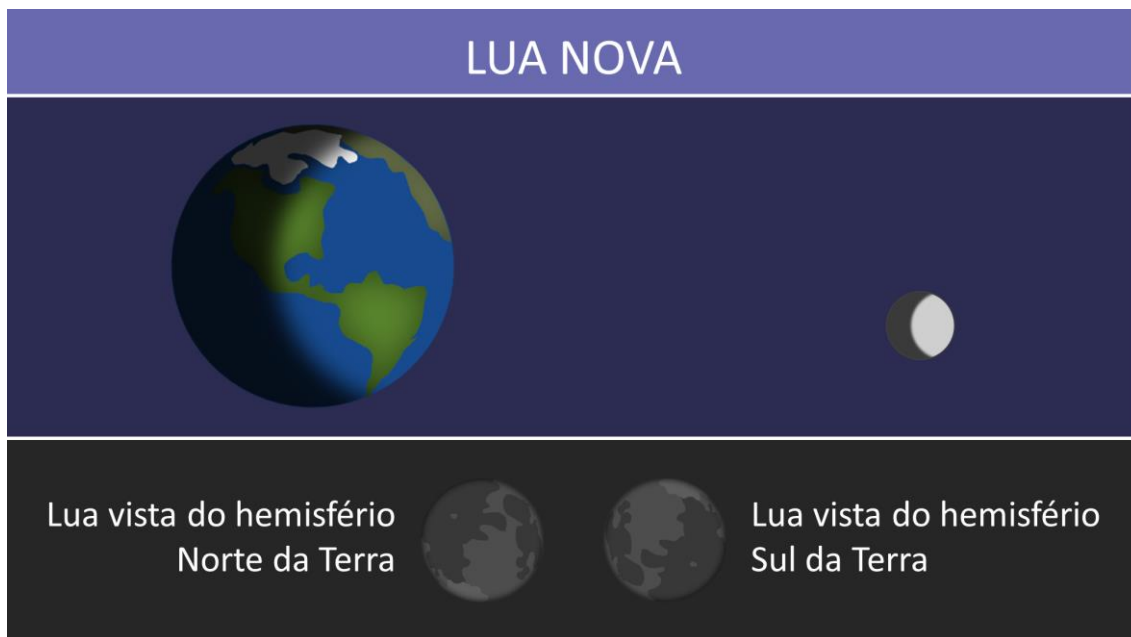 LUA NOVA
Lua vista do hemisfério
Norte da Terra
Lua vista do hemisfério
Sul da Terra